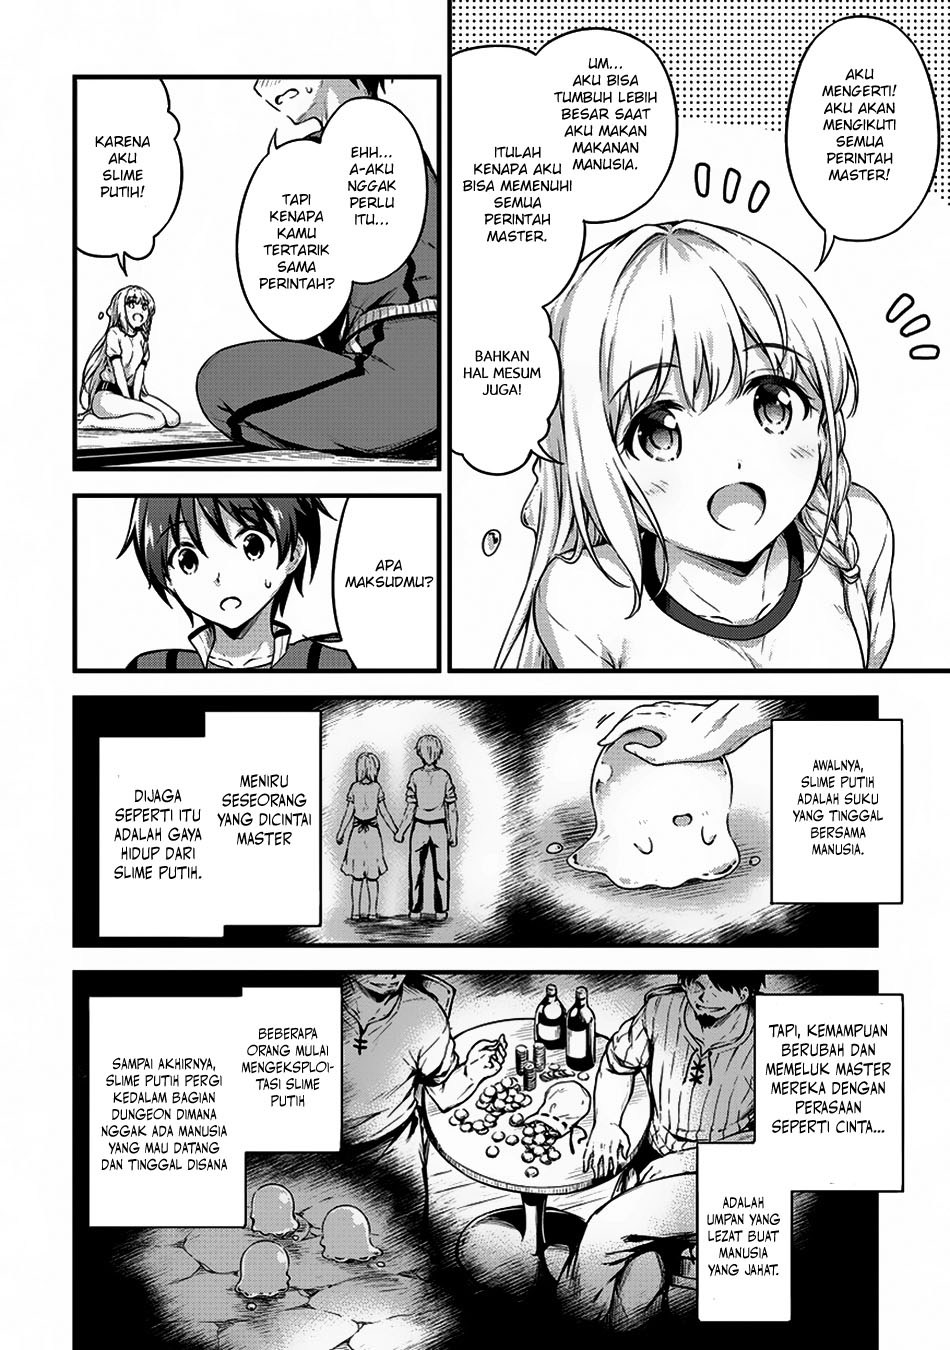 AKU
MENGERTI!
AKU AKAN
MENGIKUTI
SEMUA
PERINTAH
MASTER!
UM...
AKU BISA
TUMBUH LEBIH
BESAR SAAT
AKU MAKAN
MAKANAN
MANUSIA.
ITULAH
KENAPA AKU
BISA MEMENUHI
SEMUA
PERINTAH
MASTER.
BAHKAN
HAL MESUM
JUGA!
EHH...
A-AKU
NGGAK
PERLU
ITU...
TAPI
KENAPA
KAMU
TERTARIK
SAMA
PERINTAH?
KARENA
AKU
SLIME
PUTIH!
APA
MAKSUDMU?
AWALNYA,
SLIME PUTIH
ADALAH SUKU
YANG TINGGAL
BERSAMA
MANUSIA.
MENIRU
SESEORANG
YANG DICINTAI
MASTER
DIJAGA
SEPERTI ITU
ADALAH GAYA
HIDUP DARI
SLIME PUTIH.
TAPI, KEMAMPUAN
BERUBAH DAN
MEMELUK MASTER
MEREKA DENGAN
PERASAAN
SEPERTI CINTA...
ADALAH
UMPAN YANG
LEZAT BUAT
MANUSIA
YANG JAHAT.
BEBERAPA
ORANG MULAI
MENGEKSPLOI-
TASI SLIME
PUTIH
SAMPAI AKHIRNYA,
SLIME PUTIH PERGI
KEDALAM BAGIAN
DUNGEON DIMANA
NGGAK ADA MANUSIA
YANG MAU DATANG
DAN TINGGAL DISANA